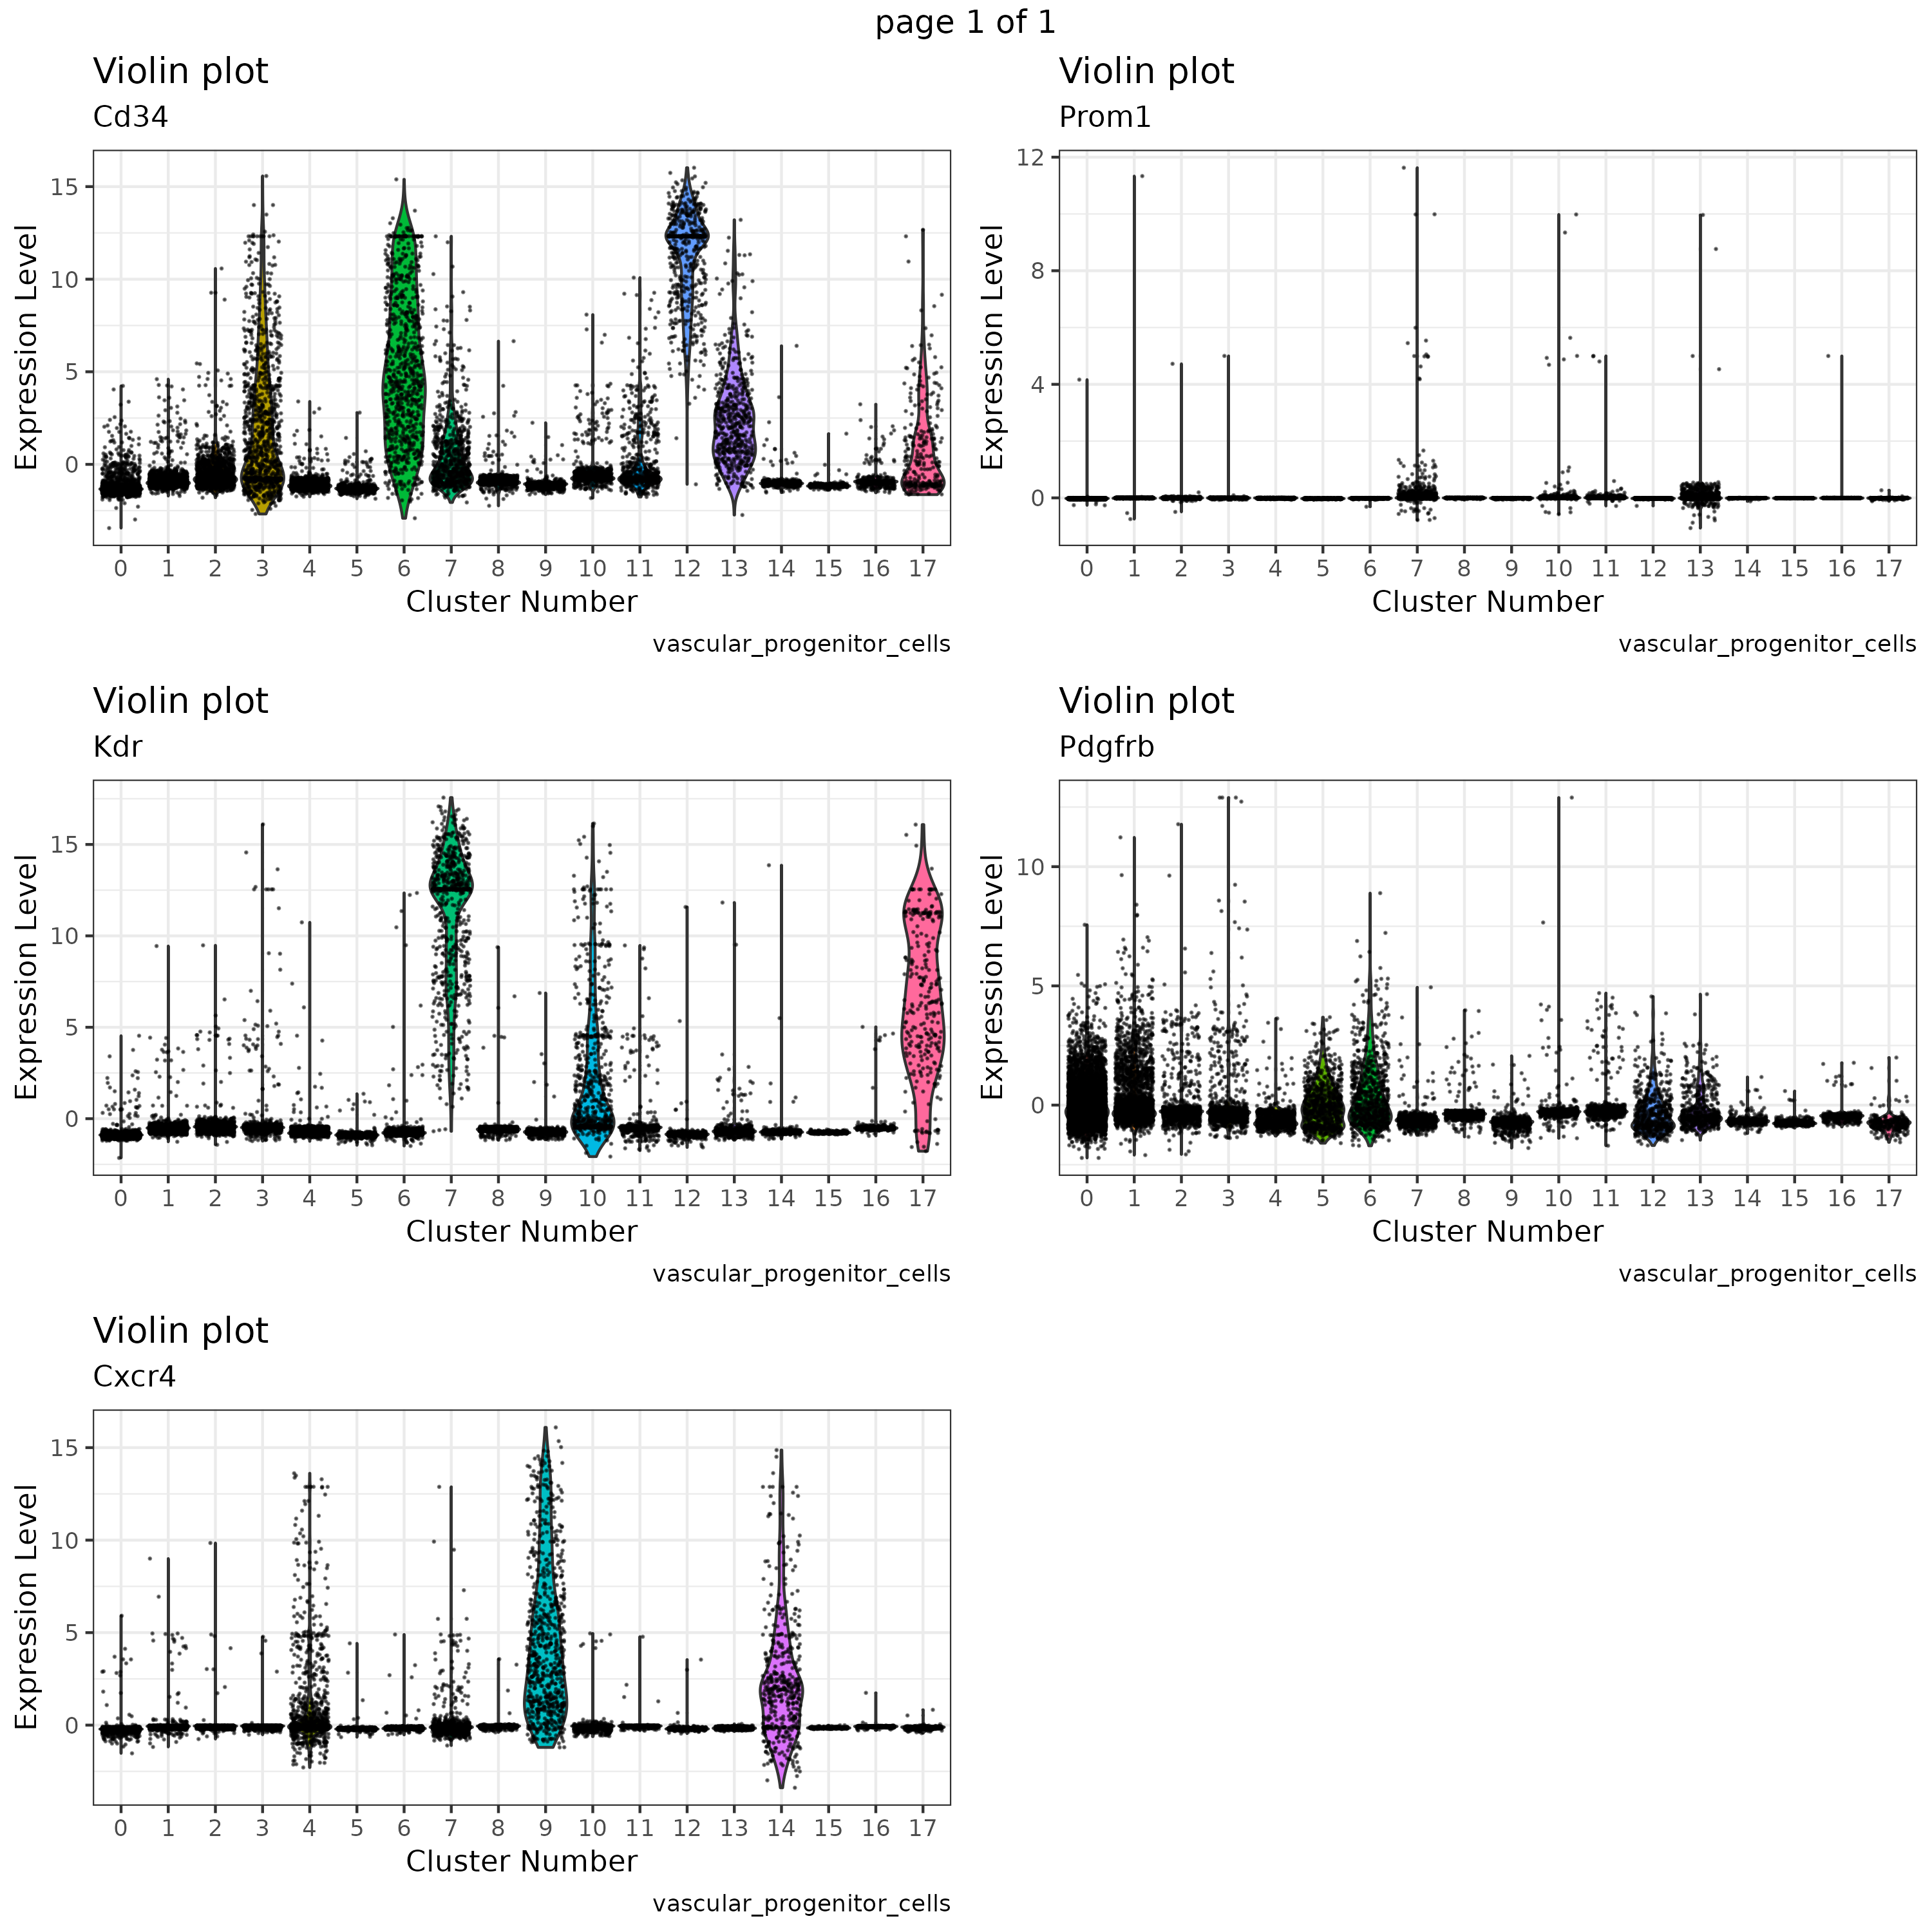 page 1 of 1
Violin plot
Cd34
15
10
5
0
Expression Level
0 1 2 3 4 5 6 7 8 9 10 11 12 13 14 15 16 17
Cluster Number
vascular_progenitor_cells
Violin plot
Prom1
12
8
4
0
Expression Level
0 1 2 3 4 5 6 7 8 9 10 11 12 13 14 15 16 17
Cluster Number
vascular_progenitor_cells
Violin plot
Kdr
15
10
5
0
Expression Level
0 1 2 3 4 5 6 7 8 9 10 11 12 13 14 15 16 17
Cluster Number
vascular_progenitor_cells
Violin plot
Pdgfrb
10
5
0
Expression Level
0 1 2 3 4 5 6 7 8 9 10 11 12 13 14 15 16 17
Cluster Number
vascular_progenitor_cells
Violin plot
Cxcr4
15
10
5
0
Expression Level
0 1 2 3 4 5 6 7 8 9 10 11 12 13 14 15 16 17
Cluster Number
vascular_progenitor_cells